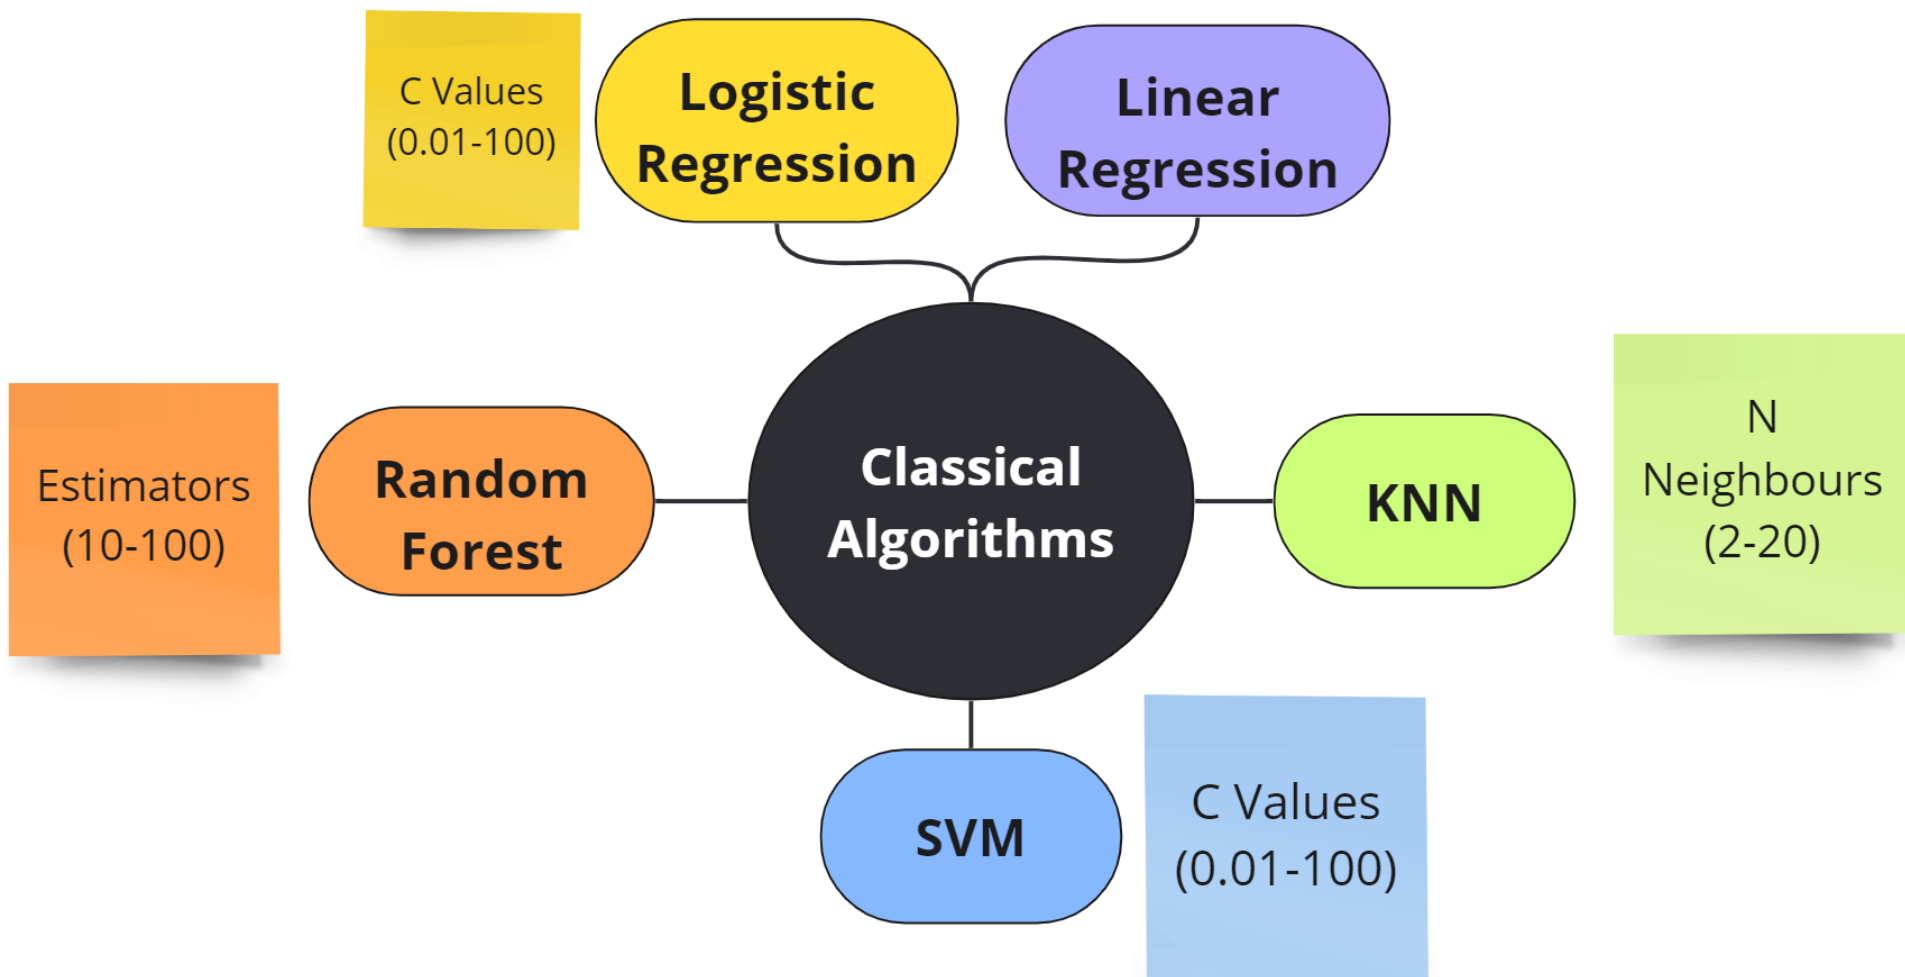 C Values
(0.01-100)
Logistic
Regression
Linear
Regression
Estimators
(10-100)
Random
Forest
Classical
Algorithms
KNN
N
Neighbours
(2-20)
SVM
C Values
(0.01-100)